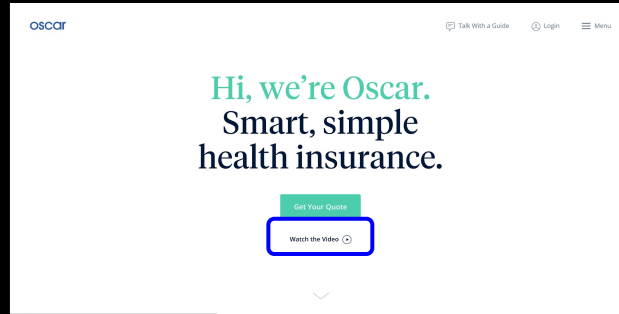 oscar
Talk With a Guide
Login
Menu
Hi, we're Oscar.
Smart, simple
health insurance.
Get Your Quote
Watch the Video